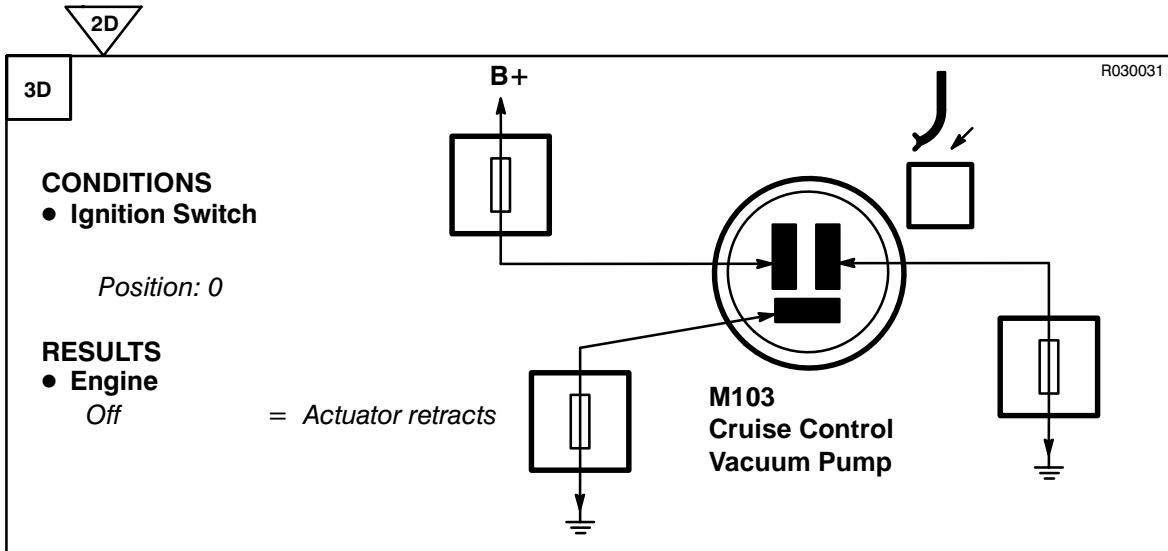 2D
3D
R030031
B+
CONDITIONS
● Ignition Switch
Position: 0
RESULTS
● Engine
Off = Actuator retracts
M103
Cruise Control
Vacuum Pump